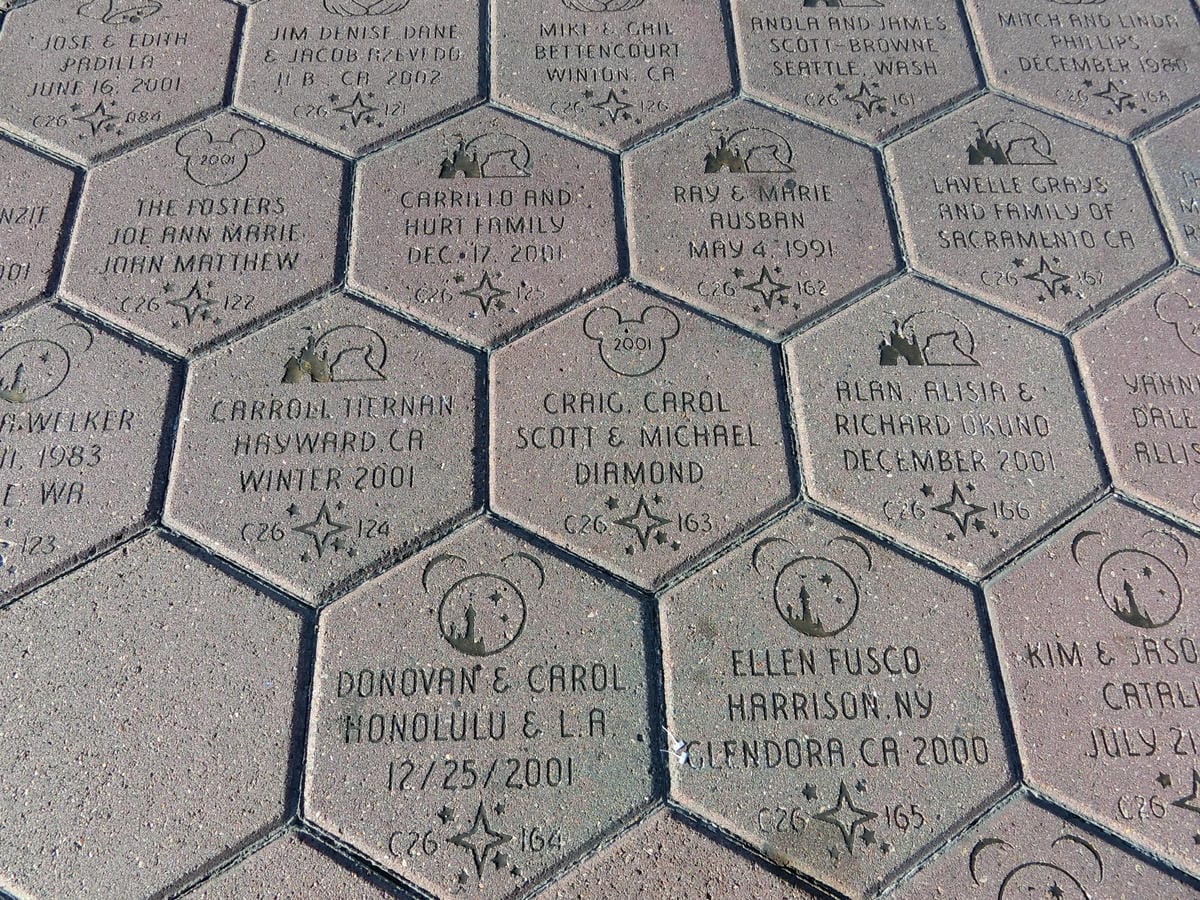 JOSE & EDITH
PADILLA
JUNE 16, 2001
C26 084
JIM DENISE DANE
& JACOB AZEVEDO
H B, CA 2002
C26 121
MIKE & GAIL
BETTENCOURT
WINTON, CA
C26 126
ANOLA AND JAMES
SCOTT-BROWNE
SEATTLE, WASH
C26 161
MITCH AND LINDA
PHILLIPS
DECEMBER 1980
C26 168
2001
THE FOSTERS
JOE ANN MARIE
JOHN MATTHEW
C26 122
CARRILLO AND
HURT FAMILY
DEC. 17, 2001
C26 125
RAY & MARIE
AUSBAN
MAY 4, 1991
C26 162
LAVELLE GRAYS
AND FAMILY OF
SACRAMENTO CA
C26 167
WELKER
1983
WA
123
CARROLL TIERNAN
HAYWARD, CA
WINTER 2001
C26 124
2001
CRAIG, CAROL
SCOTT & MICHAEL
DIAMOND
C26 163
ALAN, ALISIA &
RICHARD OKUNO
DECEMBER 2001
C26 166
DONOVAN & CAROL
HONOLULU & L.A.
12/25/2001
C26 164
ELLEN FUSCO
HARRISON, NY
GLENDORA, CA 2000
C26 165
KIM & JASO
CATAL
JULY 2
C26